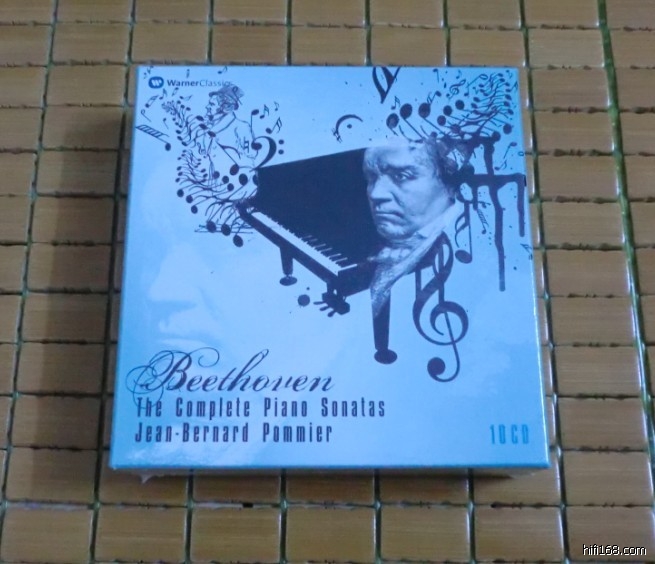 WarnerClassics
Beethoven
The Complete Piano Sonatas
Jean-Bernard Pommier
10CD
hifi168.com